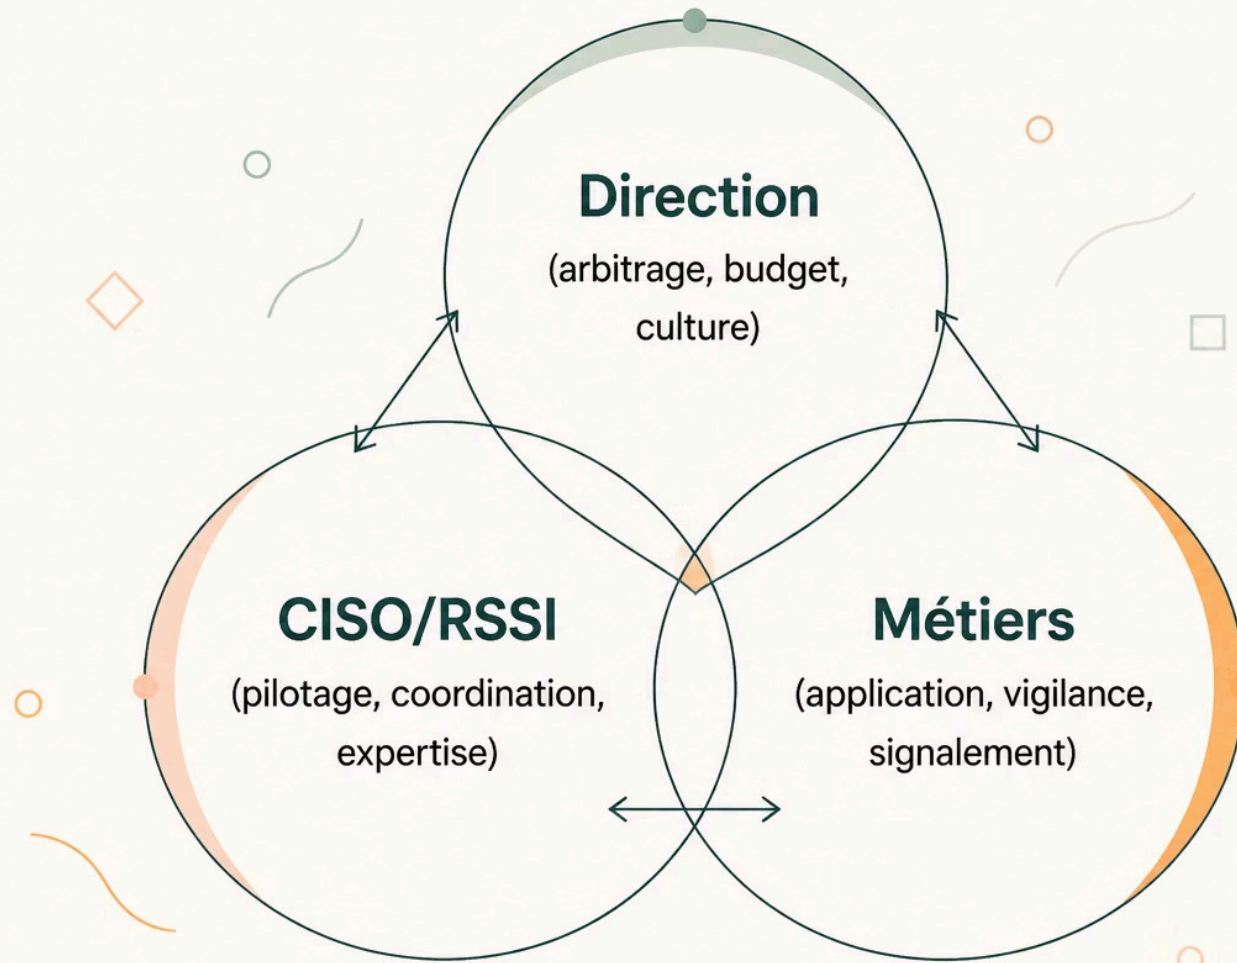 Direction
(arbitrage, budget,
culture)
CISO/RSSI
(pilotage, coordination,
expertise)
Métiers
(application, vigilance,
signalement)